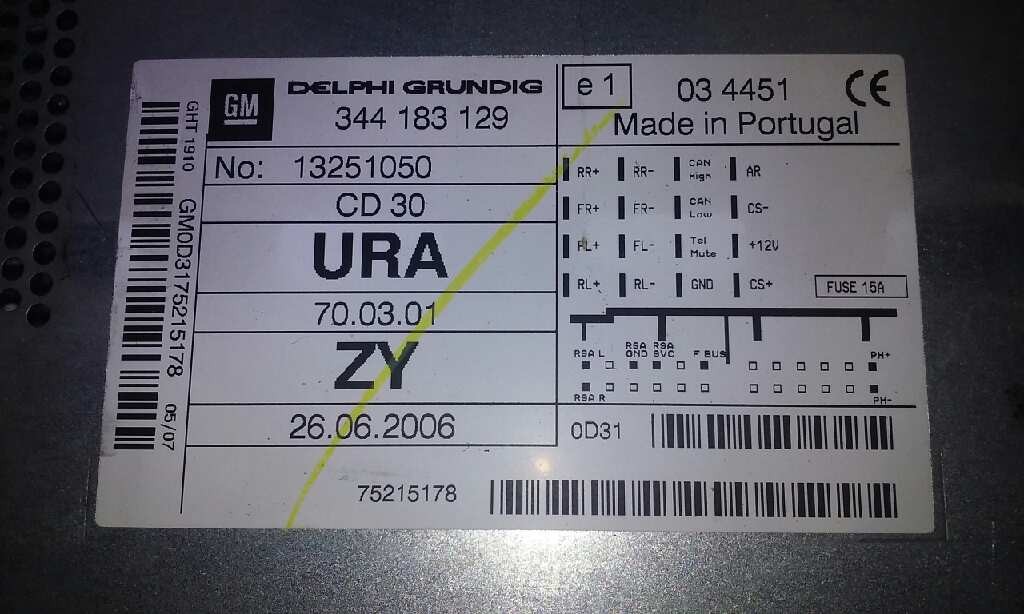 GM
DELPHI GRUNDIG
344 183 129
e 1
03 4451
CE
Made in Portugal
GHT 1910
GM0D3175215178
05/07
No: 13251050
CD 30
URA
70.03.01
ZY
26.06.2006
RR+ RR- CAN High AR
FR+ FR- CAN Low CS-
FL+ FL- Tel Mute +12V
RL+ RL- GND CS+
FUSE 15A
RSA L RSA GND RSA SVC F BUS PH+
RSA R PH-
0D31
75215178